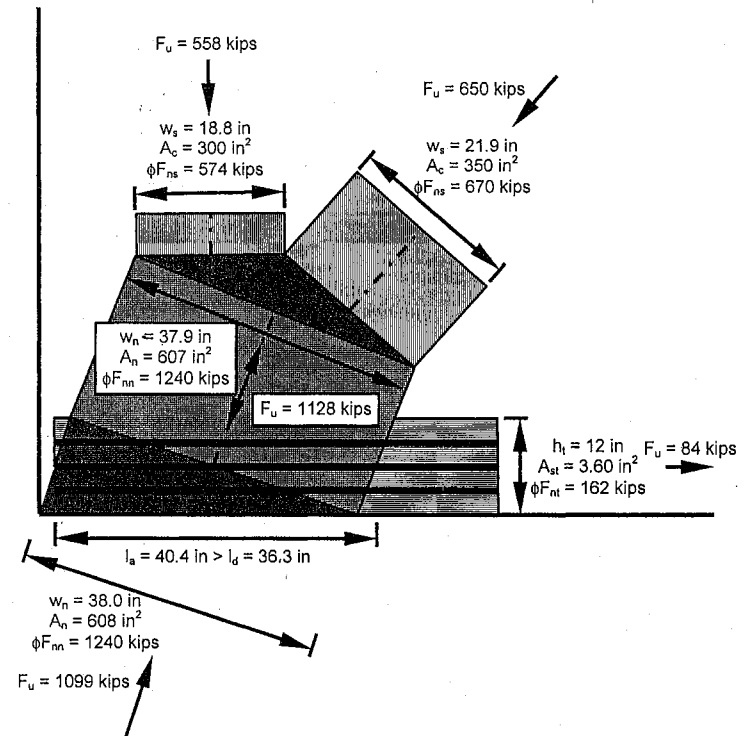 Fu = 558 kips
ws = 18.8 in
Ac = 300 in²
ϕFns = 574 kips
Fu = 650 kips
ws = 21.9 in
Ac = 350 in²
ϕFns = 670 kips
wn = 37.9 in
An = 607 in²
ϕFnn = 1240 kips
Fu = 1128 kips
ht = 12 in
Ast = 3.60 in²
ϕFnt = 162 kips
Fu = 84 kips
la = 40.4 in > ld = 36.3 in
wn = 38.0 in
An = 608 in²
ϕFnn = 1240 kips
Fu = 1099 kips